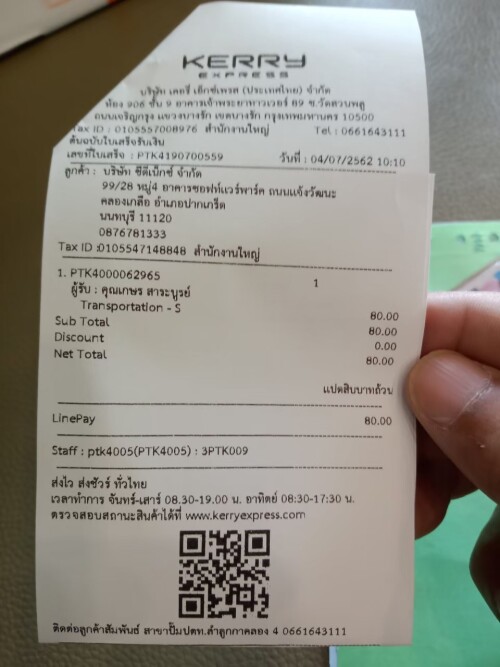 KERRY
EXPRESS
บริษัท เคอรี่ เอ็กซ์เพรส (ประเทศไทย) จำกัด
ห้อง 906 ชั้น 9 อาคารเจ้าพระยาทาวเวอร์ 89 ซ.วัดสวนพลู
ถนนเจริญกรุง แขวงบางรัก เขตบางรัก กรุงเทพมหานคร 10500
Tax ID : 0105557008976 สำนักงานใหญ่ Tel : 0661643111
ต้นฉบับใบเสร็จรับเงิน
เลขที่ใบเสร็จ : PTK4190700559 วันที่ : 04/07/2562 10:10
ลูกค้า : บริษัท ซีดีเน็กซ์ จำกัด
99/28 หมู่4 อาคารซอฟท์แวร์พาร์ค ถนนแจ้งวัฒนะ
คลองเกลือ อำเภอปากเกร็ด
นนทบุรี 11120
0876781333
Tax ID :0105547148848 สำนักงานใหญ่
1. PTK4000062965 1
ผู้รับ : คุณเกษร สาระบูรย์
Transportation - S 80.00
Sub Total 80.00
Discount 0.00
Net Total 80.00
แปดสิบบาทถ้วน
LinePay 80.00
Staff : ptk4005(PTK4005) : 3PTK009
ส่งไว ส่งชัวร์ ทั่วไทย
เวลาทำการ จันทร์-เสาร์ 08.30-19.00 น. อาทิตย์ 08:30-17:30 น.
ตรวจสอบสถานะสินค้าได้ที่ www.kerryexpress.com
ติดต่อลูกค้าสัมพันธ์ สาขาปั๊มปตท.ลำลูกกาคลอง 4 0661643111